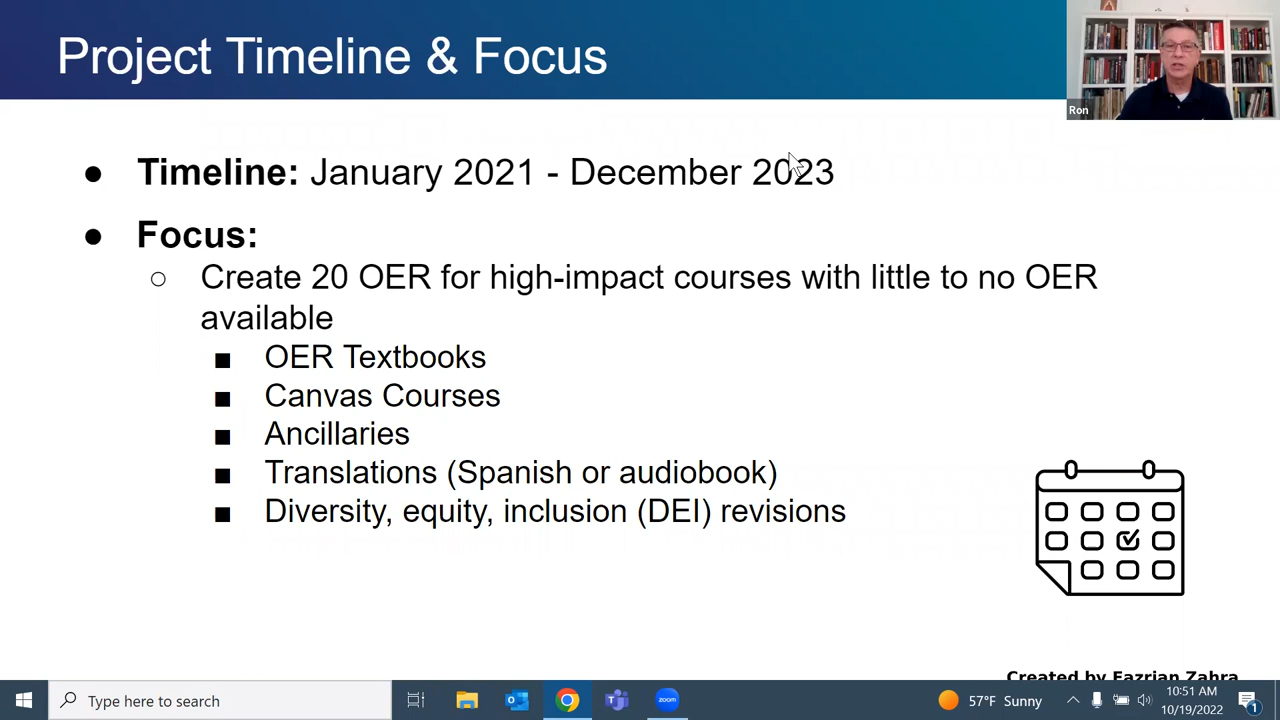 Project Timeline & Focus
Ron
● Timeline: January 2021 - December 2023
● Focus:
○ Create 20 OER for high-impact courses with little to no OER
available
■ OER Textbooks
■ Canvas Courses
■ Ancillaries
■ Translations (Spanish or audiobook)
■ Diversity, equity, inclusion (DEI) revisions
Created by Fazrian Zahra
Type here to search
zoom
57°F Sunny
10:51 AM
10/19/2022
1